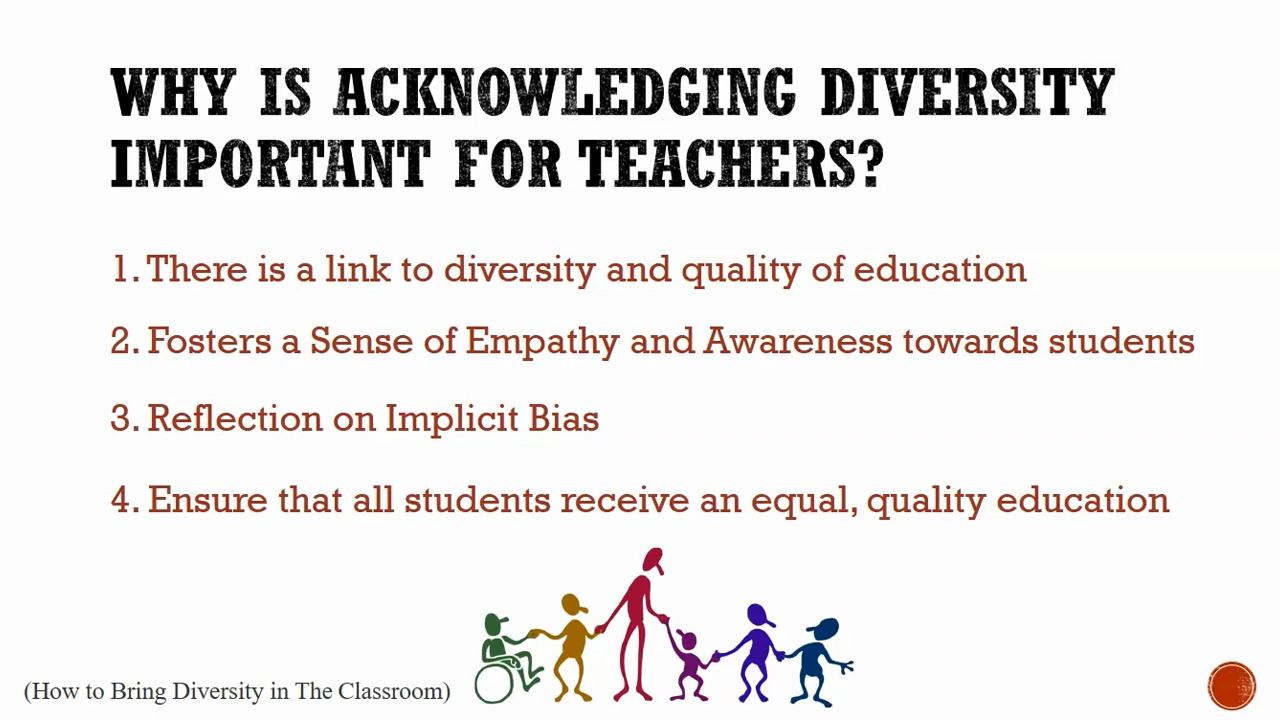 WHY IS ACKNOWLEDGING DIVERSITY
IMPORTANT FOR TEACHERS?
1. There is a link to diversity and quality of education
2. Fosters a Sense of Empathy and Awareness towards students
3. Reflection on Implicit Bias
4. Ensure that all students receive an equal, quality education
(How to Bring Diversity in The Classroom)